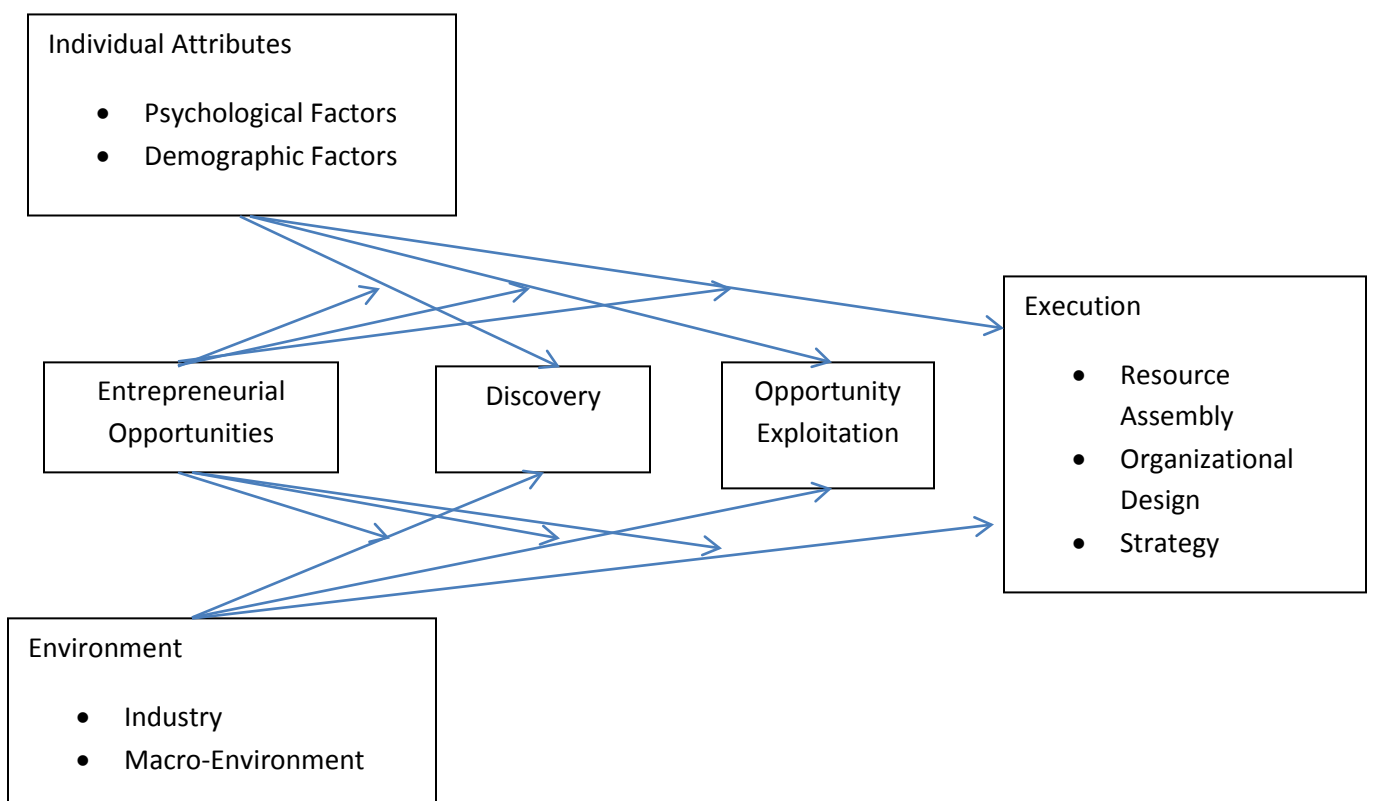 Individual Attributes
• Psychological Factors
• Demographic Factors
Entrepreneurial
Opportunities
Discovery
Opportunity
Exploitation
Execution
• Resource
Assembly
• Organizational
Design
• Strategy
Environment
• Industry
• Macro-Environment